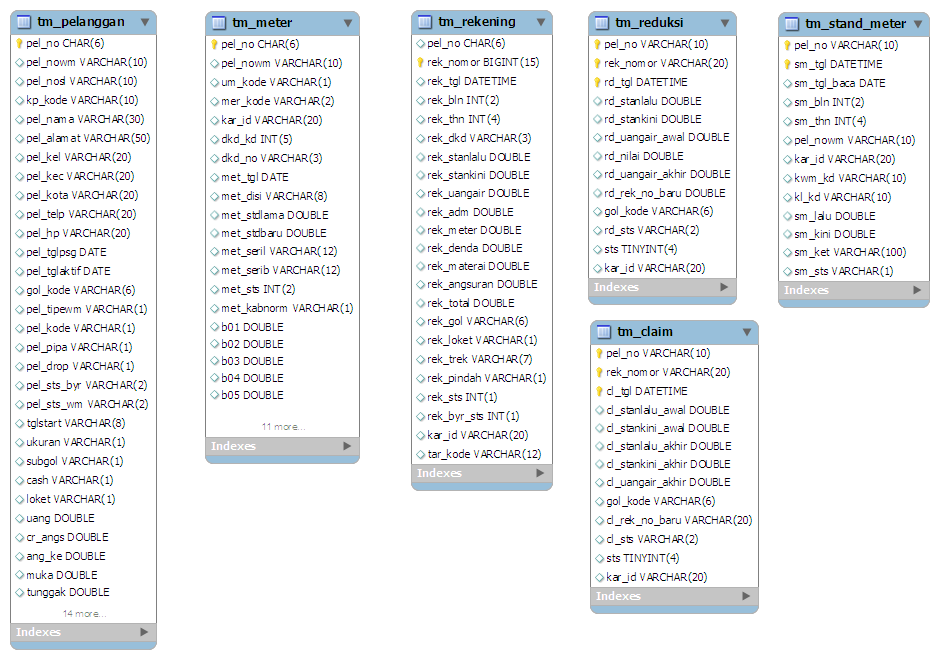 tm_pelanggan
pel_no CHAR(6)
pel_nowm VARCHAR(10)
pel_nosl VARCHAR(10)
kp_kode VARCHAR(10)
pel_nama VARCHAR(30)
pel_alamat VARCHAR(50)
pel_kel VARCHAR(20)
pel_kec VARCHAR(20)
pel_kota VARCHAR(20)
pel_telp VARCHAR(20)
pel_hp VARCHAR(20)
pel_tglpsg DATE
pel_tglaktif DATE
gol_kode VARCHAR(6)
pel_tipewm VARCHAR(1)
pel_kode VARCHAR(1)
pel_pipa VARCHAR(1)
pel_drop VARCHAR(1)
pel_sts_byr VARCHAR(2)
pel_sts_wm VARCHAR(2)
tglstart VARCHAR(8)
ukuran VARCHAR(1)
subgol VARCHAR(1)
cash VARCHAR(1)
loket VARCHAR(1)
uang DOUBLE
cr_angs DOUBLE
ang_ke DOUBLE
muka DOUBLE
tunggak DOUBLE
14 more...
Indexes
tm_meter
pel_no CHAR(6)
pel_nowm VARCHAR(10)
um_kode VARCHAR(1)
mer_kode VARCHAR(2)
kar_id VARCHAR(20)
dkd_kd INT(5)
dkd_no VARCHAR(3)
met_tgl DATE
met_disi VARCHAR(8)
met_stdlama DOUBLE
met_stdbaru DOUBLE
met_seril VARCHAR(12)
met_serib VARCHAR(12)
met_sts INT(2)
met_kabnorm VARCHAR(1)
b01 DOUBLE
b02 DOUBLE
b03 DOUBLE
b04 DOUBLE
b05 DOUBLE
11 more...
Indexes
tm_rekening
pel_no CHAR(6)
rek_nomor BIGINT(15)
rek_tgl DATETIME
rek_bln INT(2)
rek_thn INT(4)
rek_dkd VARCHAR(3)
rek_stanlalu DOUBLE
rek_stankini DOUBLE
rek_uangair DOUBLE
rek_adm DOUBLE
rek_meter DOUBLE
rek_denda DOUBLE
rek_materai DOUBLE
rek_angsuran DOUBLE
rek_total DOUBLE
rek_gol VARCHAR(6)
rek_loket VARCHAR(1)
rek_trek VARCHAR(7)
rek_pindah VARCHAR(1)
rek_sts INT(1)
rek_byr_sts INT(1)
kar_id VARCHAR(20)
tar_kode VARCHAR(12)
Indexes
tm_reduksi
pel_no VARCHAR(10)
rek_nomor VARCHAR(20)
rd_tgl DATETIME
rd_stanlalu DOUBLE
rd_stankini DOUBLE
rd_uangair_awal DOUBLE
rd_nilai DOUBLE
rd_uangair_akhir DOUBLE
rd_rek_no_baru DOUBLE
gol_kode VARCHAR(6)
rd_sts VARCHAR(2)
sts TINYINT(4)
kar_id VARCHAR(20)
Indexes
tm_claim
pel_no VARCHAR(10)
rek_nomor VARCHAR(20)
cl_tgl DATETIME
cl_stanlalu_awal DOUBLE
cl_stankini_awal DOUBLE
cl_stanlalu_akhir DOUBLE
cl_stankini_akhir DOUBLE
cl_uangair_akhir DOUBLE
gol_kode VARCHAR(6)
cl_rek_no_baru VARCHAR(20)
cl_sts VARCHAR(2)
sts TINYINT(4)
kar_id VARCHAR(20)
Indexes
tm_stand_meter
pel_no VARCHAR(10)
sm_tgl DATETIME
sm_tgl_baca DATE
sm_bln INT(2)
sm_thn INT(4)
pel_nowm VARCHAR(10)
kar_id VARCHAR(20)
kwm_kd VARCHAR(10)
kl_kd VARCHAR(10)
sm_lalu DOUBLE
sm_kini DOUBLE
sm_ket VARCHAR(100)
sm_sts VARCHAR(1)
Indexes